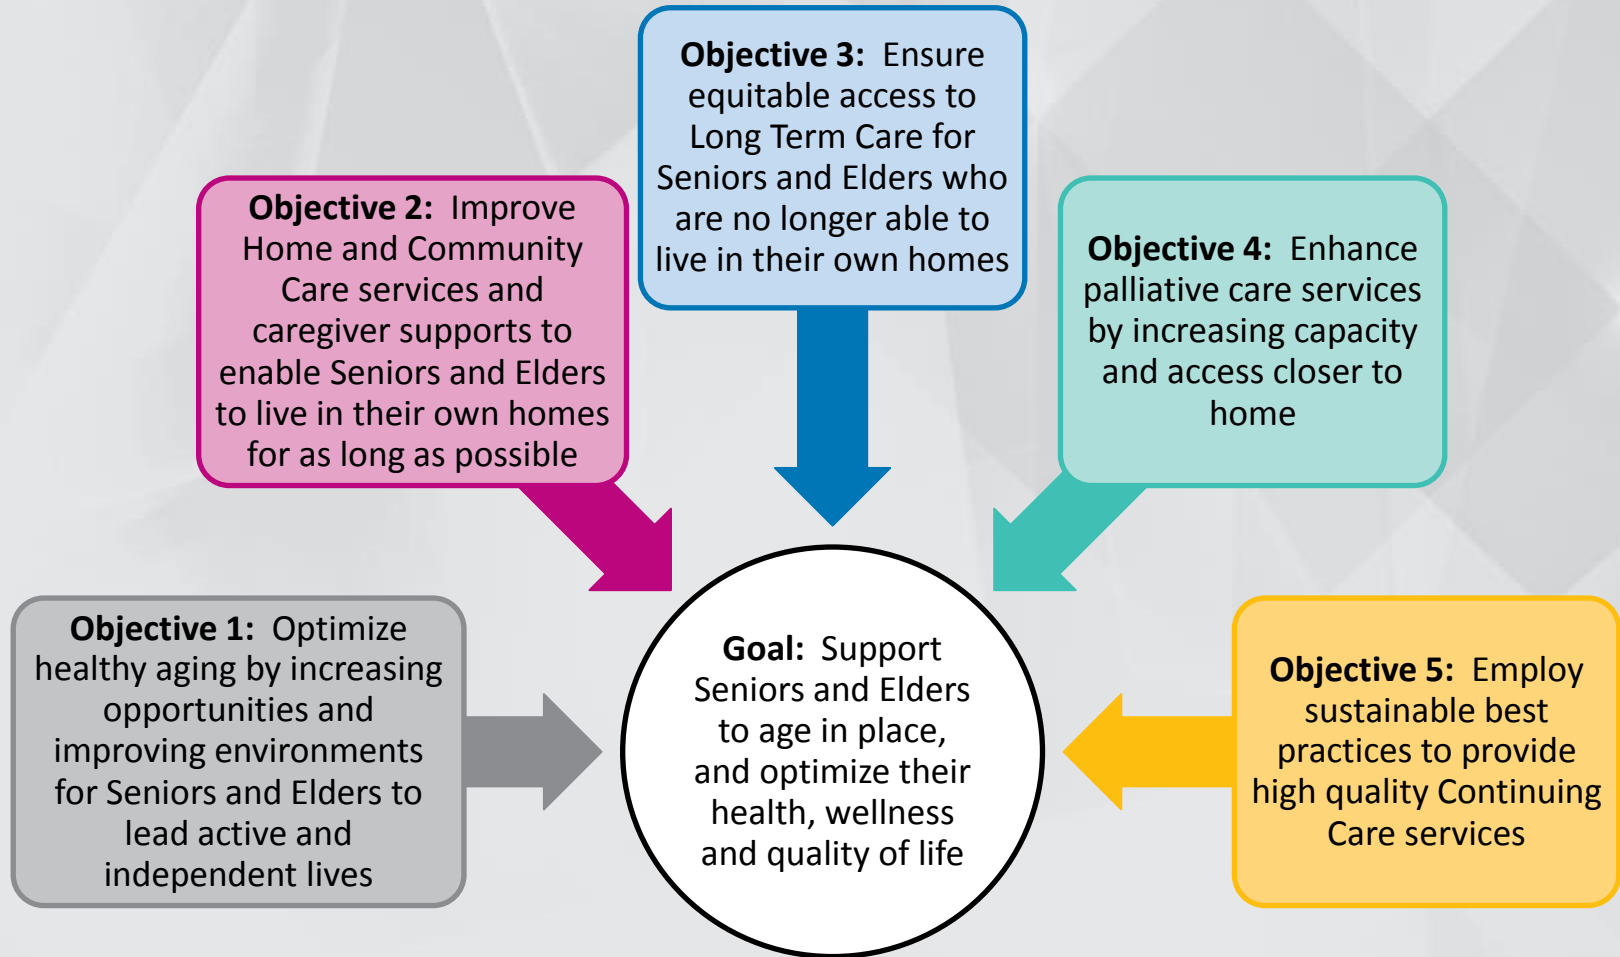 Objective 1:  Optimize
healthy aging by increasing
opportunities and
improving environments
for Seniors and Elders to
lead active and
independent lives
Objective 2:  Improve
Home and Community
Care services and
caregiver supports to
enable Seniors and Elders
to live in their own homes
for as long as possible
Objective 3:  Ensure
equitable access to
Long Term Care for
Seniors and Elders who
are no longer able to
live in their own homes
Objective 4:  Enhance
palliative care services
by increasing capacity
and access closer to
home
Objective 5:  Employ
sustainable best
practices to provide
high quality Continuing
Care services
Goal:  Support
Seniors and Elders
to age in place,
and optimize their
health, wellness
and quality of life